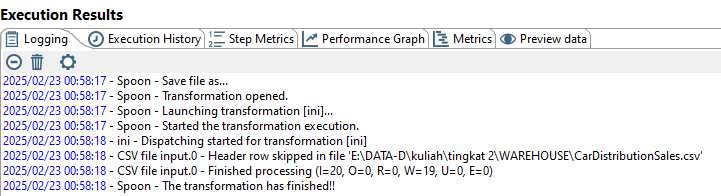 Execution Results
Logging Execution History Step Metrics Performance Graph Metrics Preview data
2025/02/23 00:58:17 - Spoon - Save file as...
2025/02/23 00:58:17 - Spoon - Transformation opened.
2025/02/23 00:58:17 - Spoon - Launching transformation [ini]...
2025/02/23 00:58:17 - Spoon - Started the transformation execution.
2025/02/23 00:58:18 - ini - Dispatching started for transformation [ini]
2025/02/23 00:58:18 - CSV file input.0 - Header row skipped in file 'E:\DATA-D\kuliah\tingkat 2\WAREHOUSE\CarDistributionSales.csv'
2025/02/23 00:58:18 - CSV file input.0 - Finished processing (I=20, O=0, R=0, W=19, U=0, E=0)
2025/02/23 00:58:18 - Spoon - The transformation has finished!!